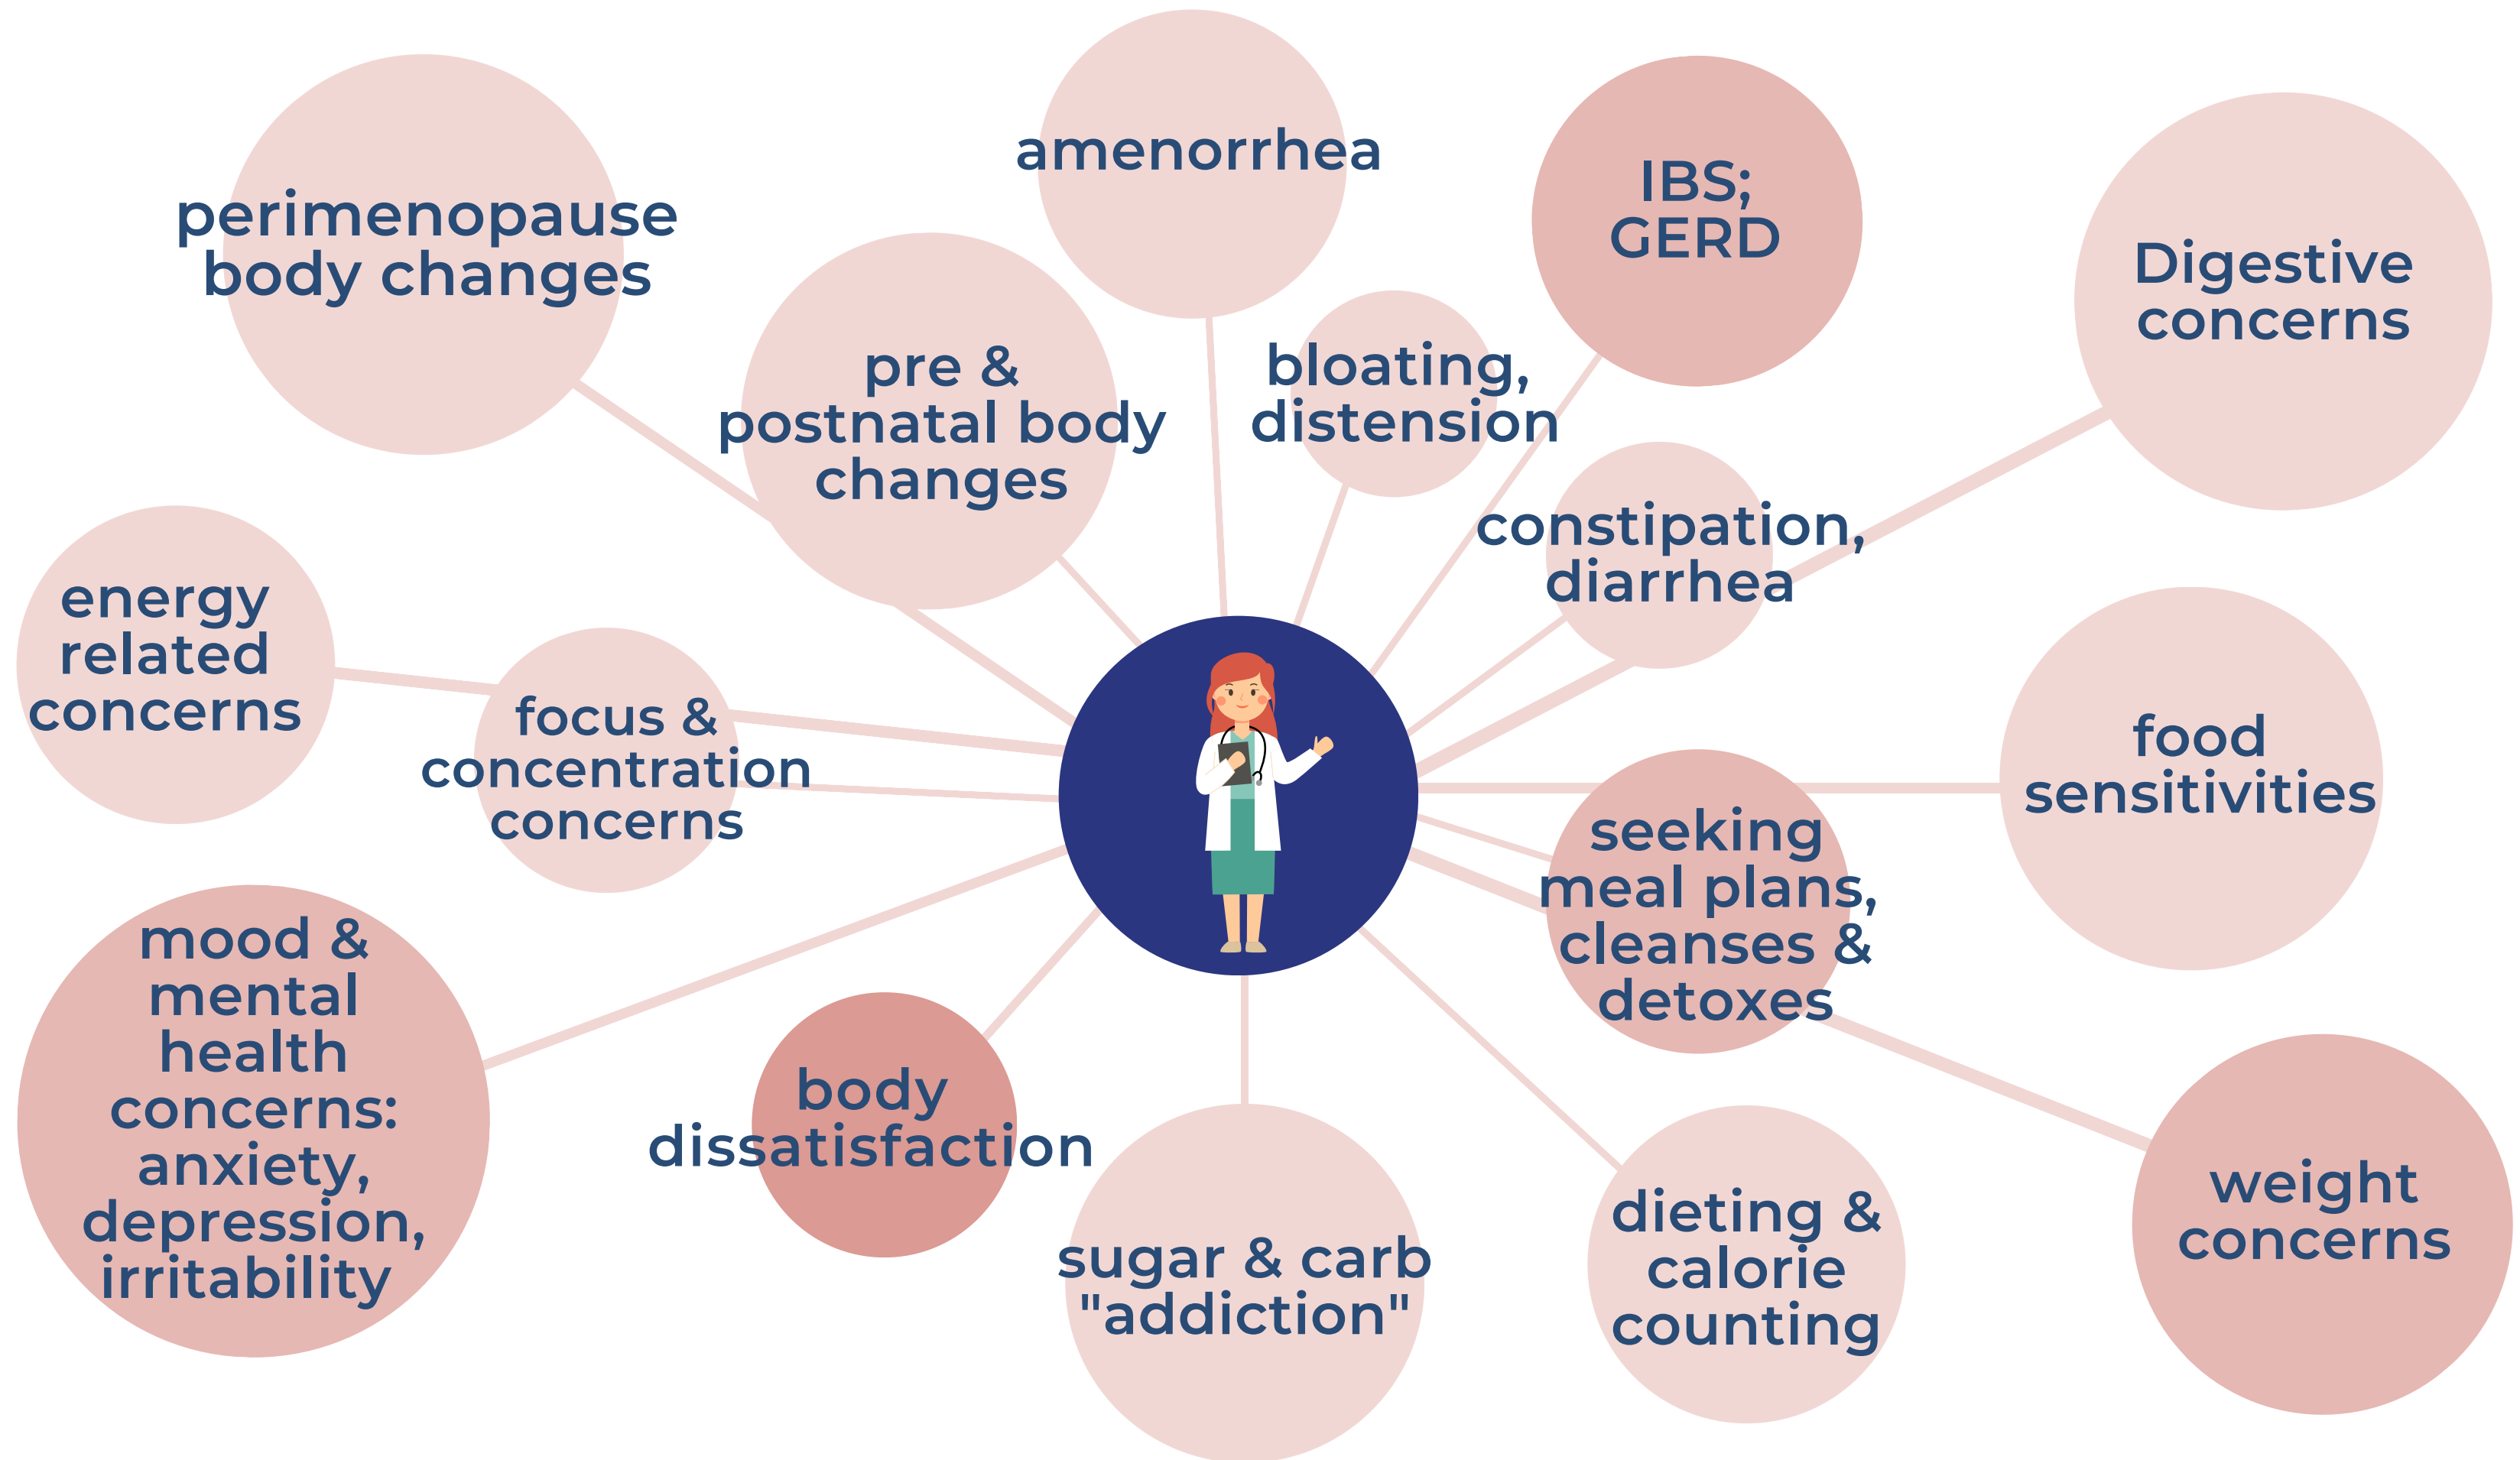 perimenopause
body changes
amenorrhea
IBS;
GERD
Digestive
concerns
pre &
postnatal body
changes
bloating,
distension
constipation,
diarrhea
energy
related
concerns
focus &
concentration
concerns
food
sensitivities
seeking
meal plans,
cleanses &
detoxes
mood &
mental
health
concerns:
anxiety,
depression,
irritability
body
dissatisfaction
sugar & carb
"addiction"
dieting &
calorie
counting
weight
concerns